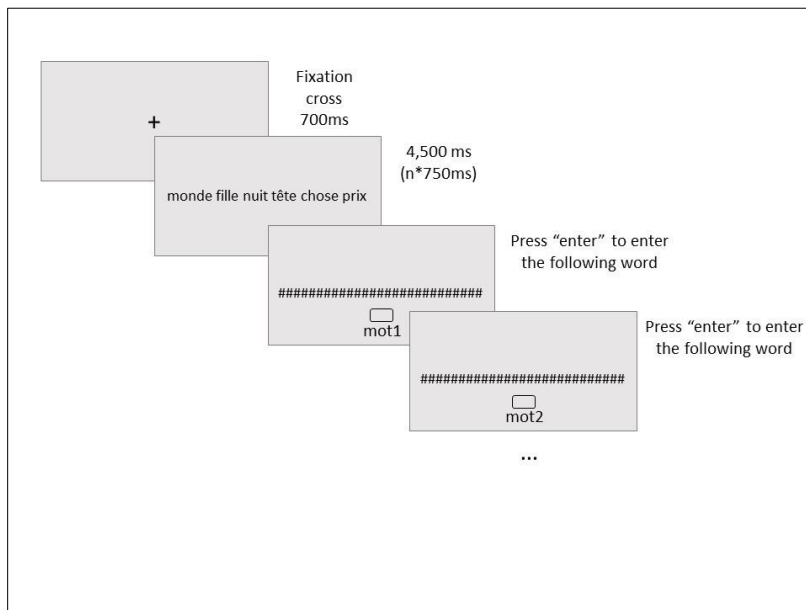 Fixation
cross
700ms
+
4,500 ms
(n*750ms)
monde fille nuit tête chose prix
Press “enter” to enter
the following word
###########################
mot1
Press “enter” to enter
the following word
###########################
mot2
...